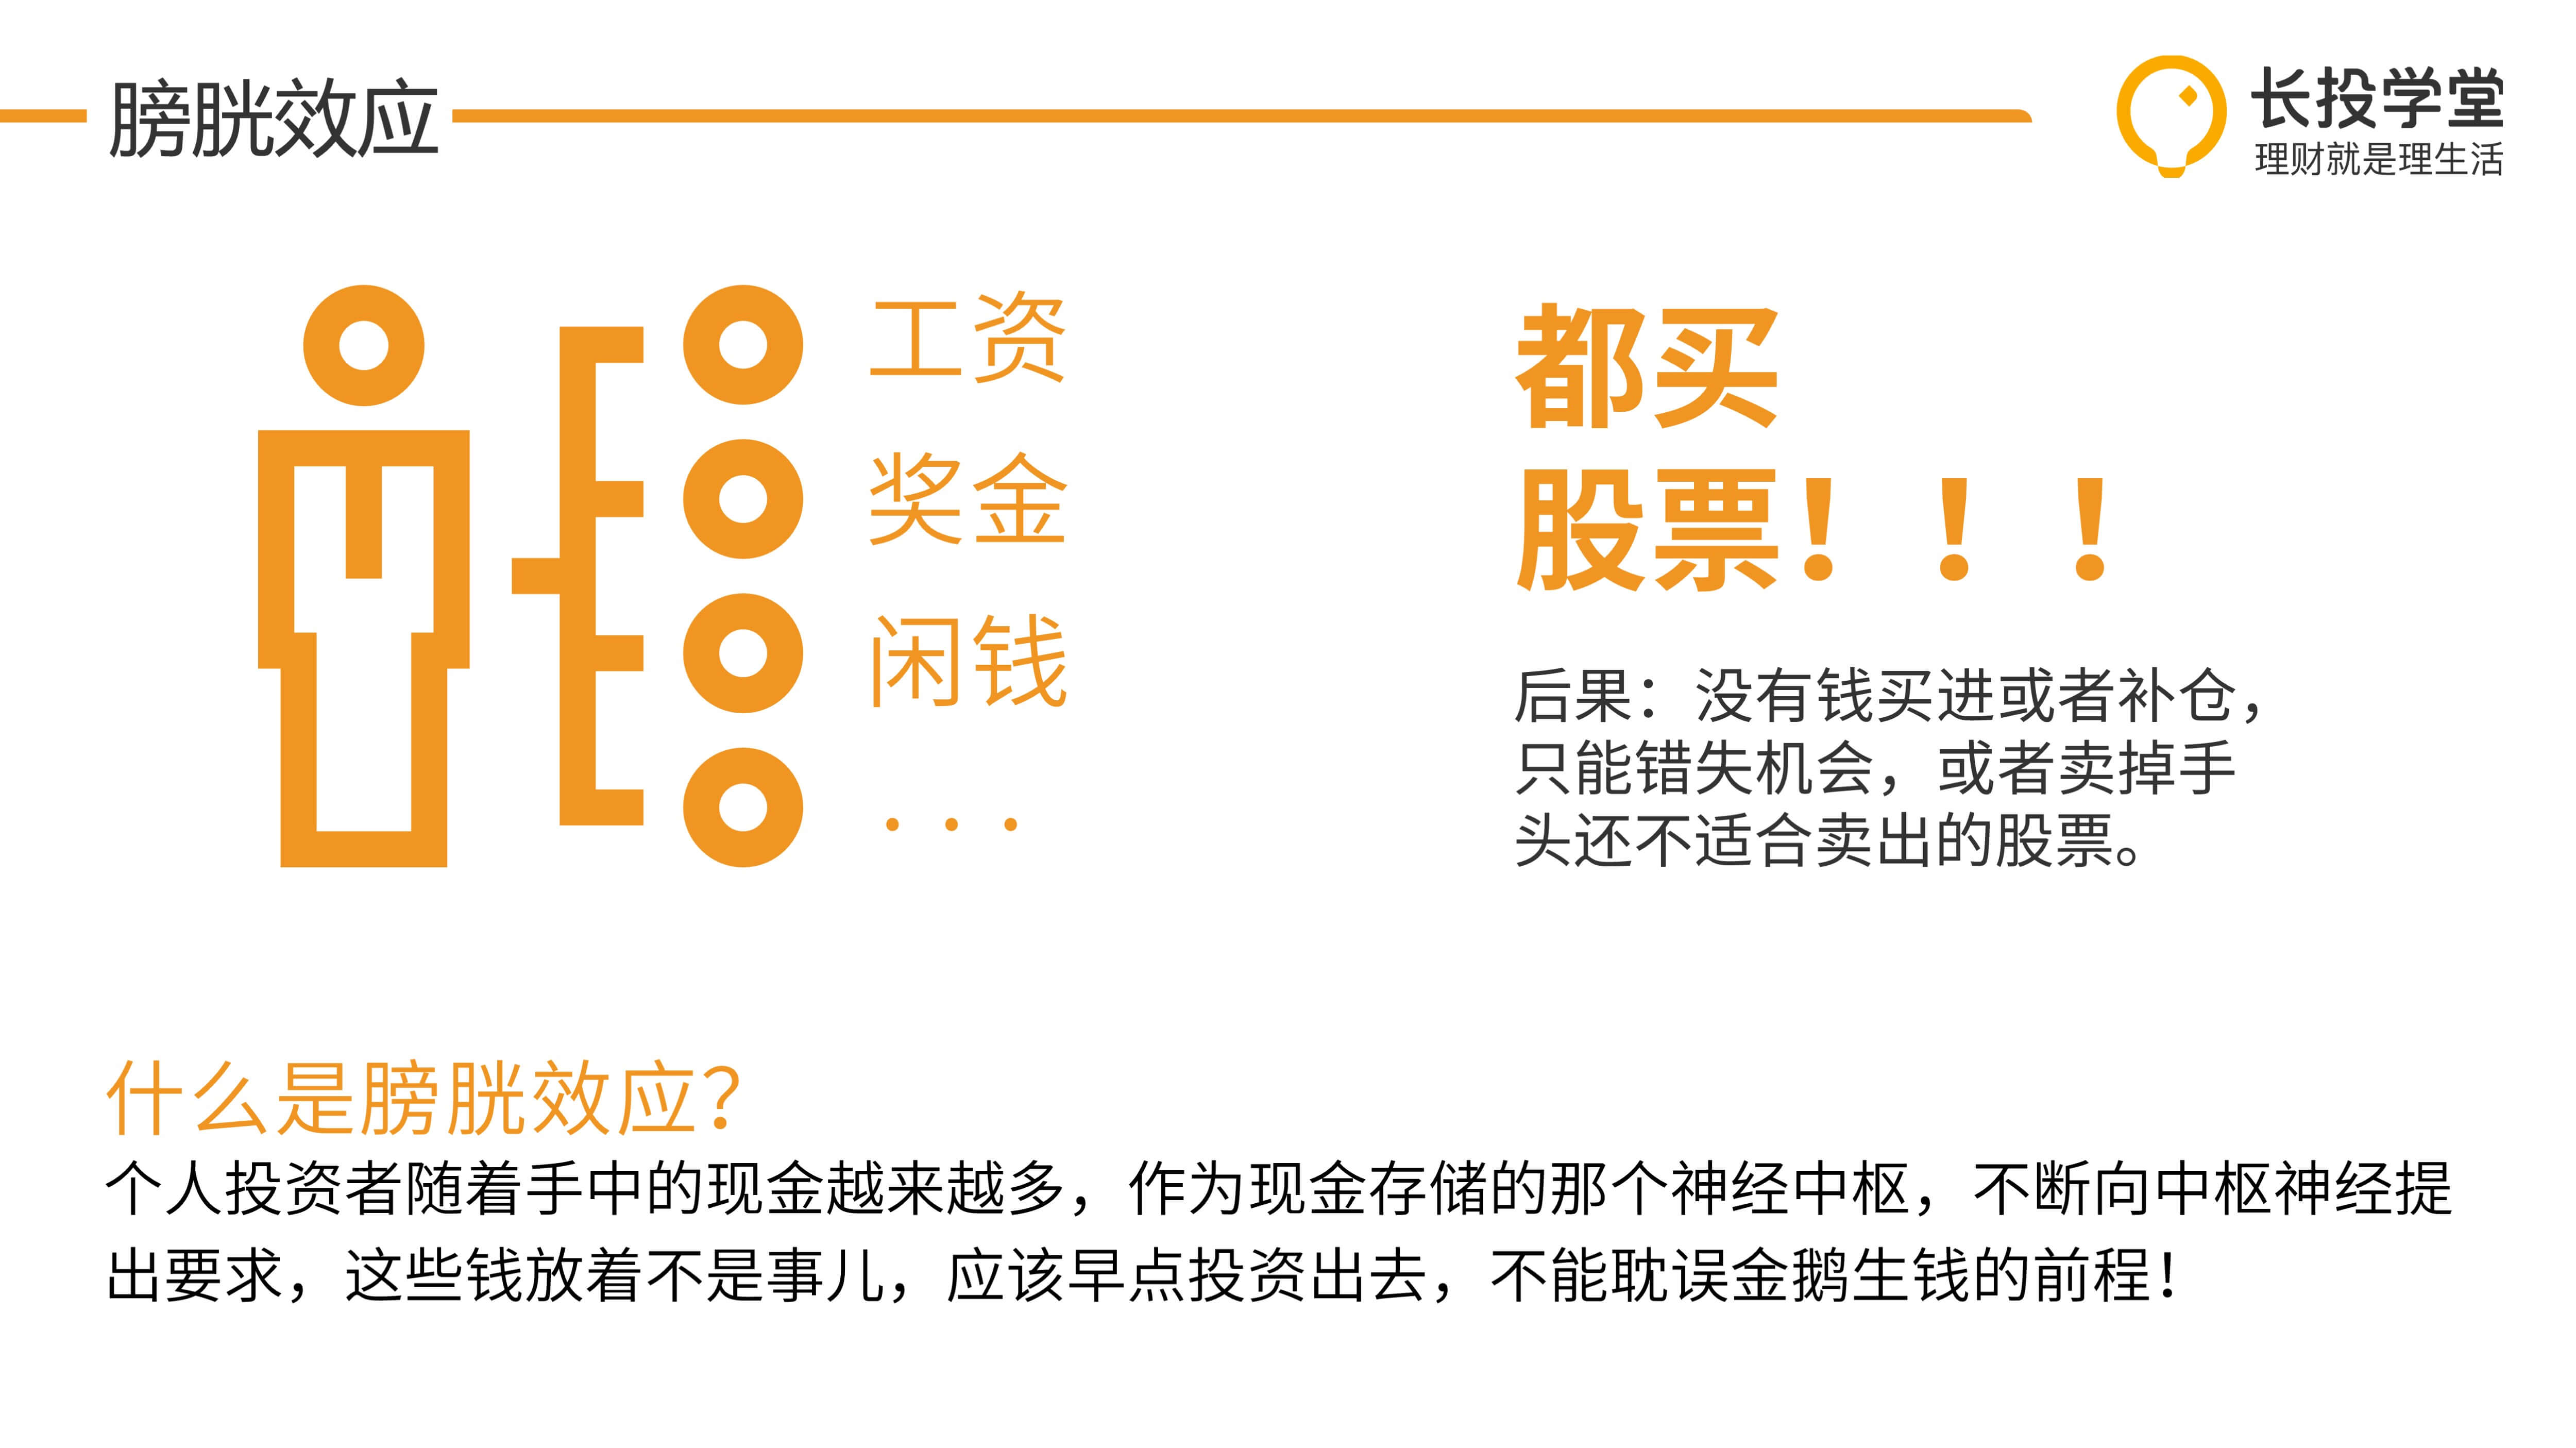 膀胱效应
长投学堂
理财就是理生活
工资
奖金
闲钱
...
都买
股票！！！
后果：没有钱买进或者补仓，
只能错失机会，或者卖掉手
头还不适合卖出的股票。
什么是膀胱效应？
个人投资者随着手中的现金越来越多，作为现金存储的那个神经中枢，不断向中枢神经提
出要求，这些钱放着不是事儿，应该早点投资出去，不能耽误金鹅生钱的前程！